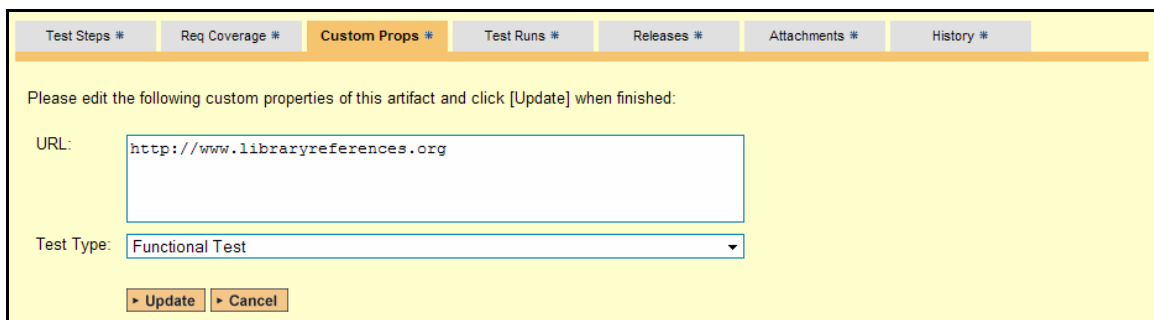 Test Steps * Req Coverage * Custom Props * Test Runs * Releases * Attachments * History *
Please edit the following custom properties of this artifact and click [Update] when finished:
URL: http://www.libraryreferences.org
Test Type: Functional Test
Update Cancel